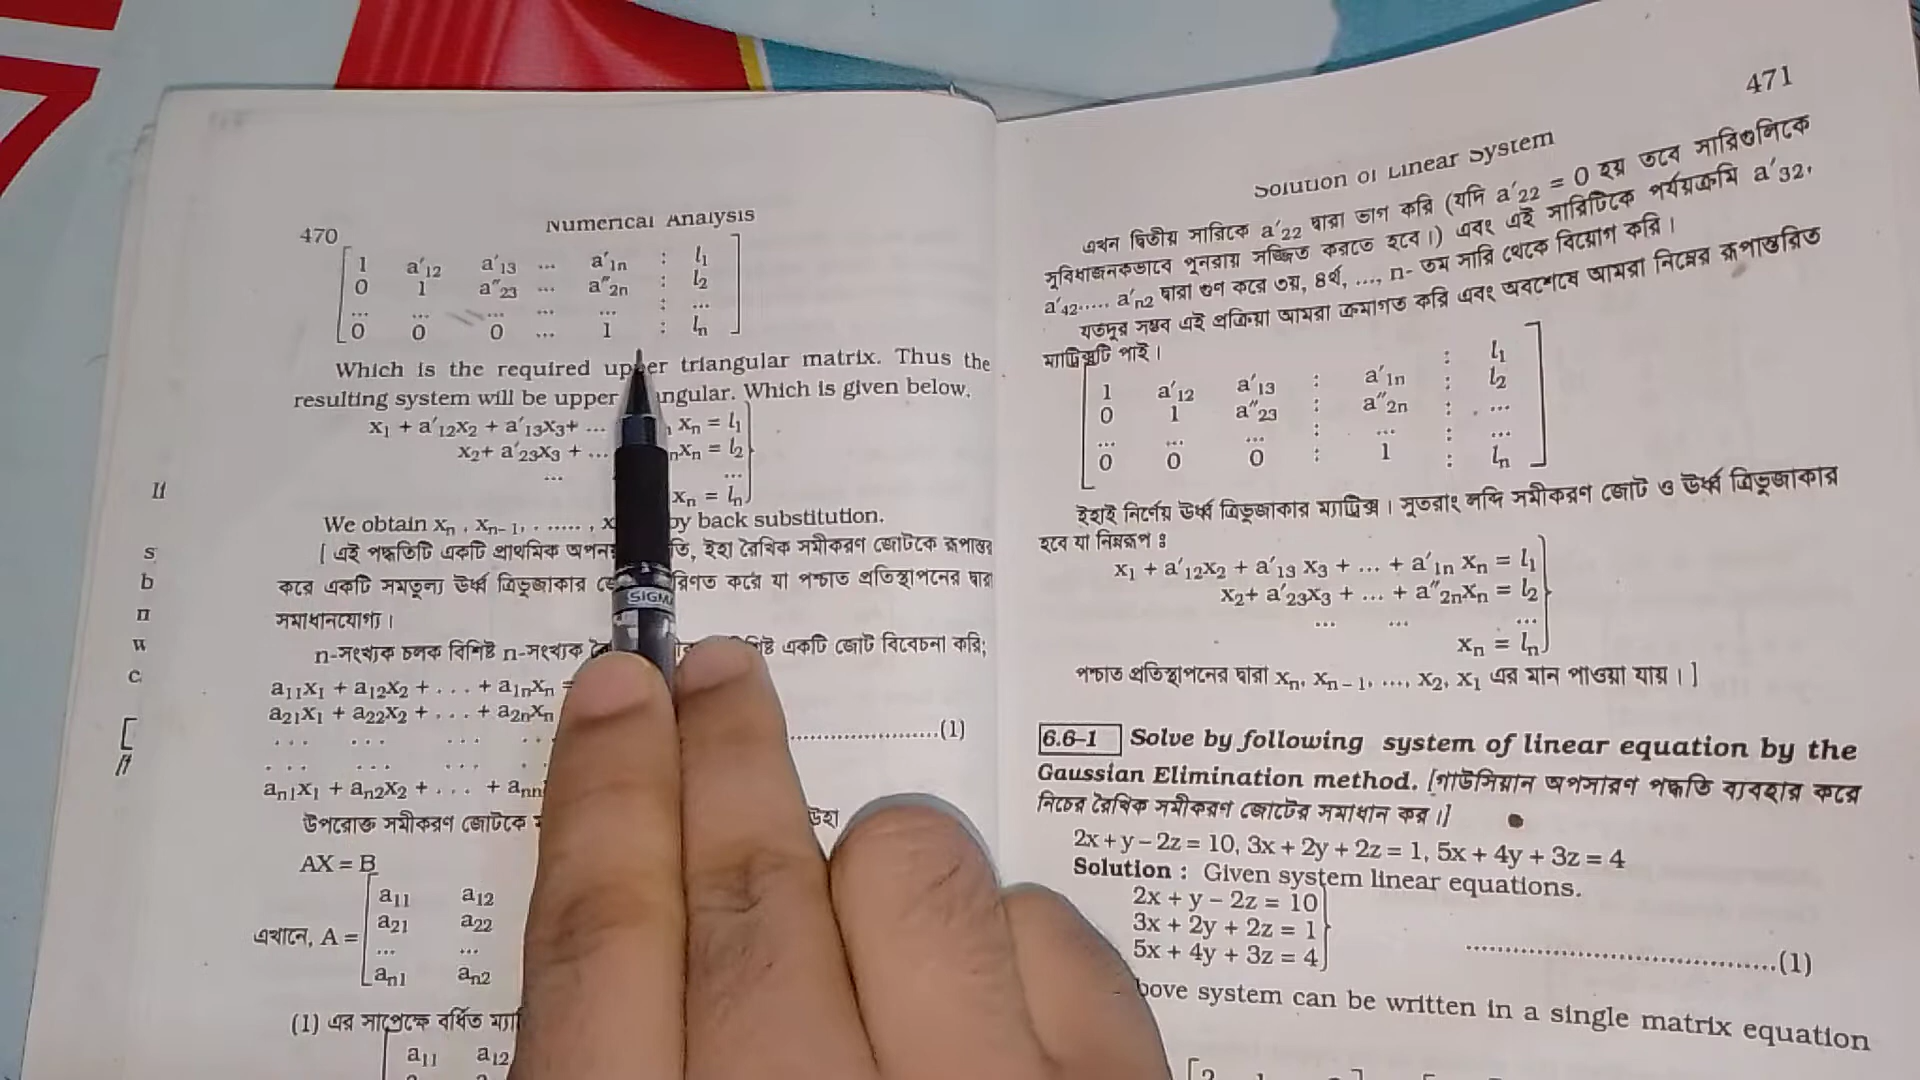 470
Numerical Analysis
1 a′12 a′13 ... a′1n : l1
0 1 a″23 ... a″2n : l2
... ... ... ... : ...
0 0 0 ... 1 : ln
Which is the required upper triangular matrix. Thus the
resulting system will be upper angular. Which is given below.
x1 + a′12x2 + a′13x3+ ... xn = l1
x2+ a′23x3 + ... nxn = l2
... ...
xn = ln
We obtain xn , xn–1, . ...... , x by back substitution.
[ এই পদ্ধতিটি একটি প্রাথমিক অপন তি, ইহা রৈখিক সমীকরণ জোটকে রূপান্তর
করে একটি সমতুল্য ঊর্ধ্ব ত্রিভুজাকার রিণত করে যা পশ্চাত প্রতিস্থাপনের দ্বারা
সমাধানযোগ্য।
n-সংখ্যক চলক বিশিষ্ট n-সংখ্যক একটি জোট বিবেচনা করি;
a11x1 + a12x2 + . . . + a1nxn =
a21x1 + a22x2 + . . . + a2nxn
. . . . . . . . . . .
. . . . . . . . . . .
......................(1)
an1x1 + an2x2 + . . . + ann
উপরোক্ত সমীকরণ জোটকে উহা
AX = B
এখানে, A =
a11 a12
a21 a22
... ...
an1 an2
(1) এর সাপেক্ষে বর্ধিত
a11 a12
If
s
b
n
w
c
[
471
Solution of Linear System
এখন দ্বিতীয় সারিকে a′22 দ্বারা ভাগ করি (যদি a′22 = 0 হয় তবে সারিগুলিকে
সুবিধাজনকভাবে পুনরায় সজ্জিত করতে হবে।) এবং এই সারিটিকে পর্যায়ক্রমি a′32,
a′42..... a′n2 দ্বারা গুণ করে ৩য়, ৪র্থ, ..., n- তম সারি থেকে বিয়োগ করি।
যতদূর সম্ভব এই প্রক্রিয়া আমরা ক্রমাগত করি এবং অবশেষে আমরা নিম্নের রূপান্তরিত
ম্যাট্রিক্সটি পাই।
1 a′12 a′13 : a′1n : l1
0 1 a″23 : a″2n : l2
... ... ... : ... : ...
0 0 0 : 1 : ln
ইহাই নির্ণেয় ঊর্ধ্ব ত্রিভুজাকার ম্যাট্রিক্স। সুতরাং লব্দি সমীকরণ জোট ও ঊর্ধ্ব ত্রিভুজাকার
হবে যা নিম্নরূপ ঃ
x1 + a′12x2 + a′13 x3 + ... + a′1n xn = l1
x2+ a′23x3 + ... + a″2nxn = l2
... ... ...
xn = ln
পশ্চাত প্রতিস্থাপনের দ্বারা xn, xn – 1, ..., x2, x1 এর মান পাওয়া যায়। ]
6.6–1 Solve by following system of linear equation by the
Gaussian Elimination method. [গাউসিয়ান অপসারণ পদ্ধতি ব্যবহার করে
নিচের রৈখিক সমীকরণ জোটের সমাধান কর।]
2x + y – 2z = 10, 3x + 2y + 2z = 1, 5x + 4y + 3z = 4
Solution : Given system linear equations.
2x + y – 2z = 10
3x + 2y + 2z = 1
5x + 4y + 3z = 4
......................................(1)
bove system can be written in a single matrix equation
SIGMA